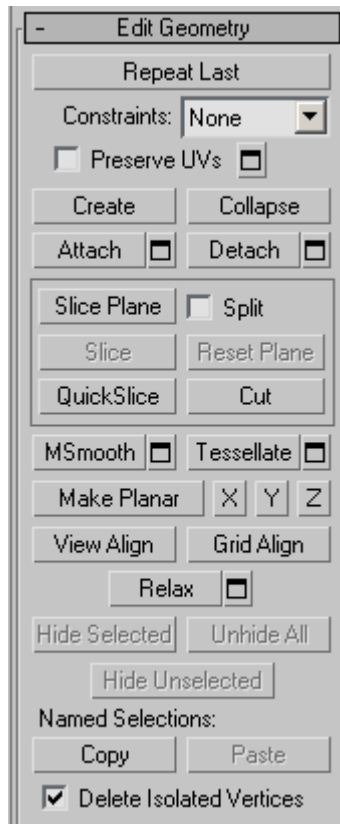 - Edit Geometry
Repeat Last
Constraints: None
Preserve UVs
Create Collapse
Attach Detach
Slice Plane Split
Slice Reset Plane
QuickSlice Cut
MSmooth Tessellate
Make Planar X Y Z
View Align Grid Align
Relax
Hide Selected Unhide All
Hide Unselected
Named Selections:
Copy Paste
Delete Isolated Vertices